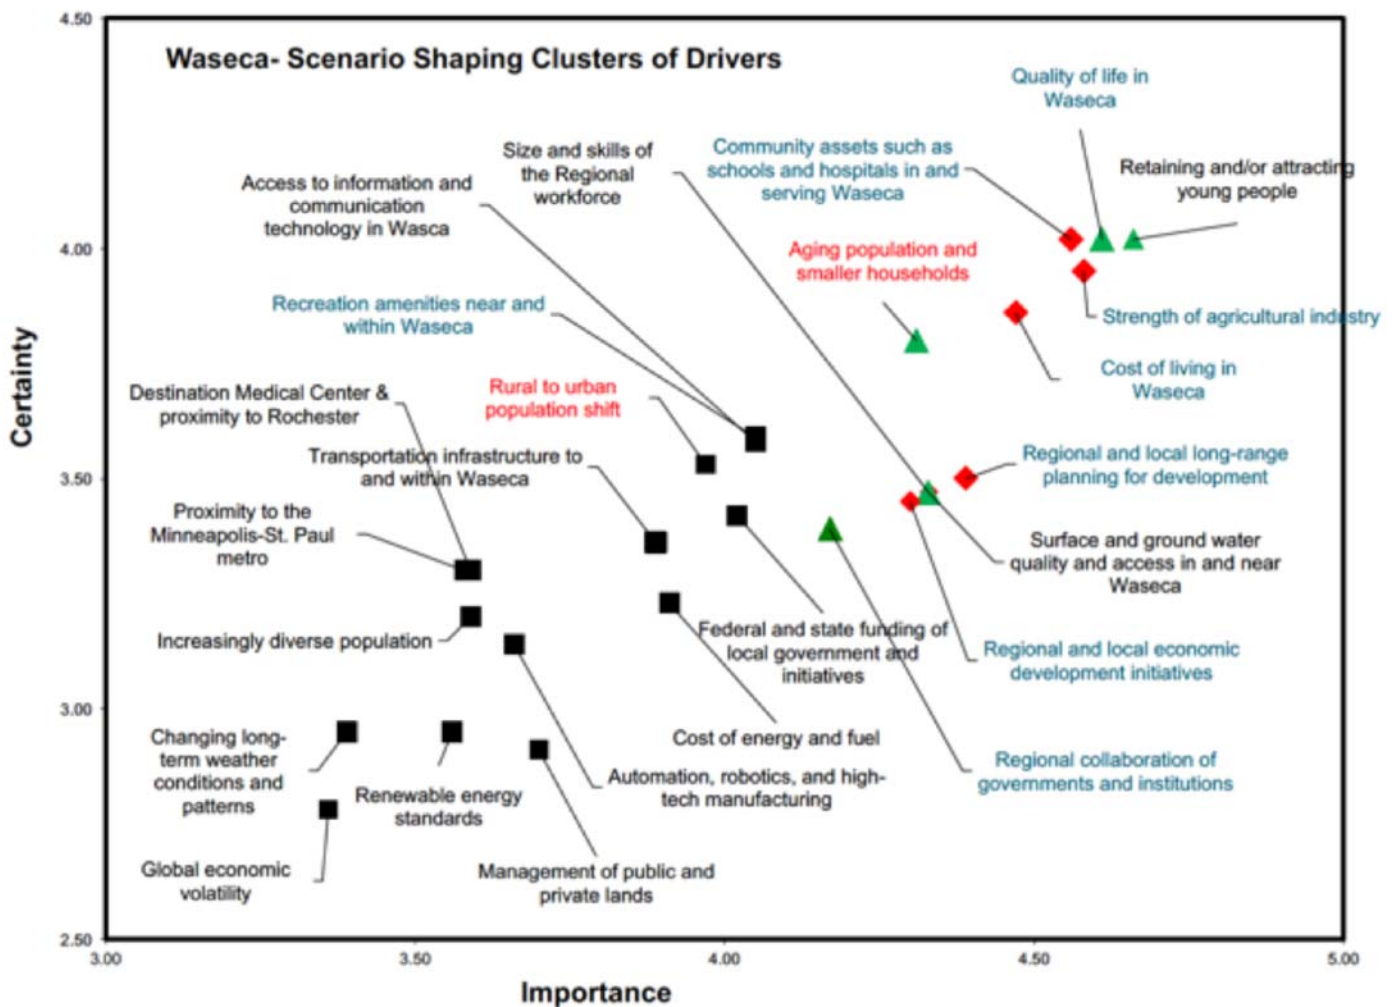 4.50
Waseca- Scenario Shaping Clusters of Drivers
Quality of life in
Waseca
Size and skills of
the Regional
workforce
Community assets such as
schools and hospitals in and
serving Waseca
Retaining and/or attracting
young people
Access to information and
communication
technology in Wasca
4.00
Aging population and
smaller households
Recreation amenities near and
within Waseca
Strength of agricultural industry
Certainty
Destination Medical Center &
proximity to Rochester
Rural to urban
population shift
Cost of living in
Waseca
Transportation infrastructure to
and within Waseca
Regional and local long-range
planning for development
3.50
Proximity to the
Minneapolis-St. Paul
metro
Surface and ground water
quality and access in and near
Waseca
Increasingly diverse population
Federal and state funding of
local government and
initiatives
Regional and local economic
development initiatives
3.00
Changing long-
term weather
conditions and
patterns
Renewable energy
standards
Cost of energy and fuel
Automation, robotics, and high-
tech manufacturing
Regional collaboration of
governments and institutions
Global economic
volatility
Management of public and
private lands
2.50
3.00
3.50
4.00
4.50
5.00
Importance